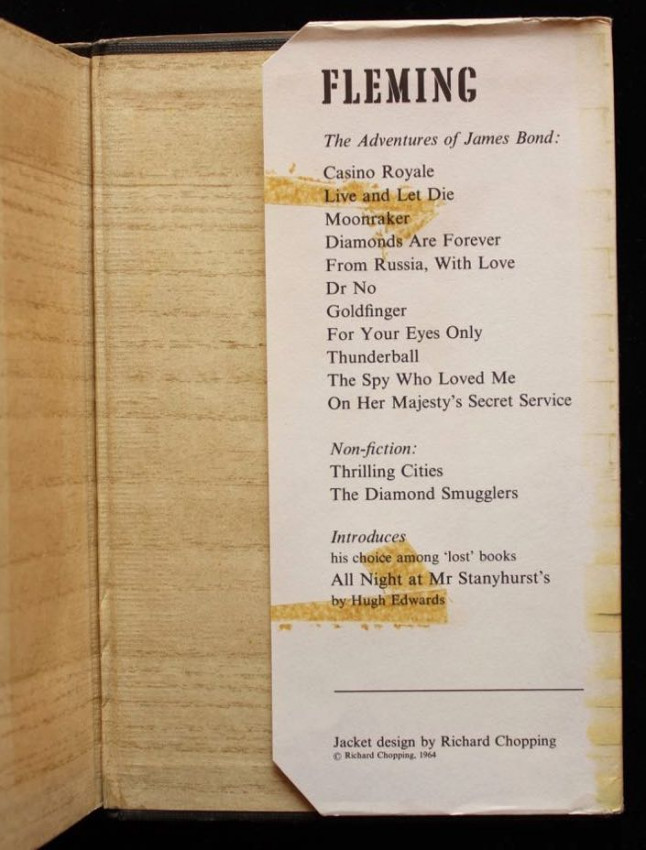 FLEMING
The Adventures of James Bond:
Casino Royale
Live and Let Die
Moonraker
Diamonds Are Forever
From Russia, With Love
Dr No
Goldfinger
For Your Eyes Only
Thunderball
The Spy Who Loved Me
On Her Majesty's Secret Service
Non-fiction:
Thrilling Cities
The Diamond Smugglers
Introduces
his choice among 'lost' books
All Night at Mr Stanyhurst's
by Hugh Edwards
Jacket design by Richard Chopping
© Richard Chopping, 1964